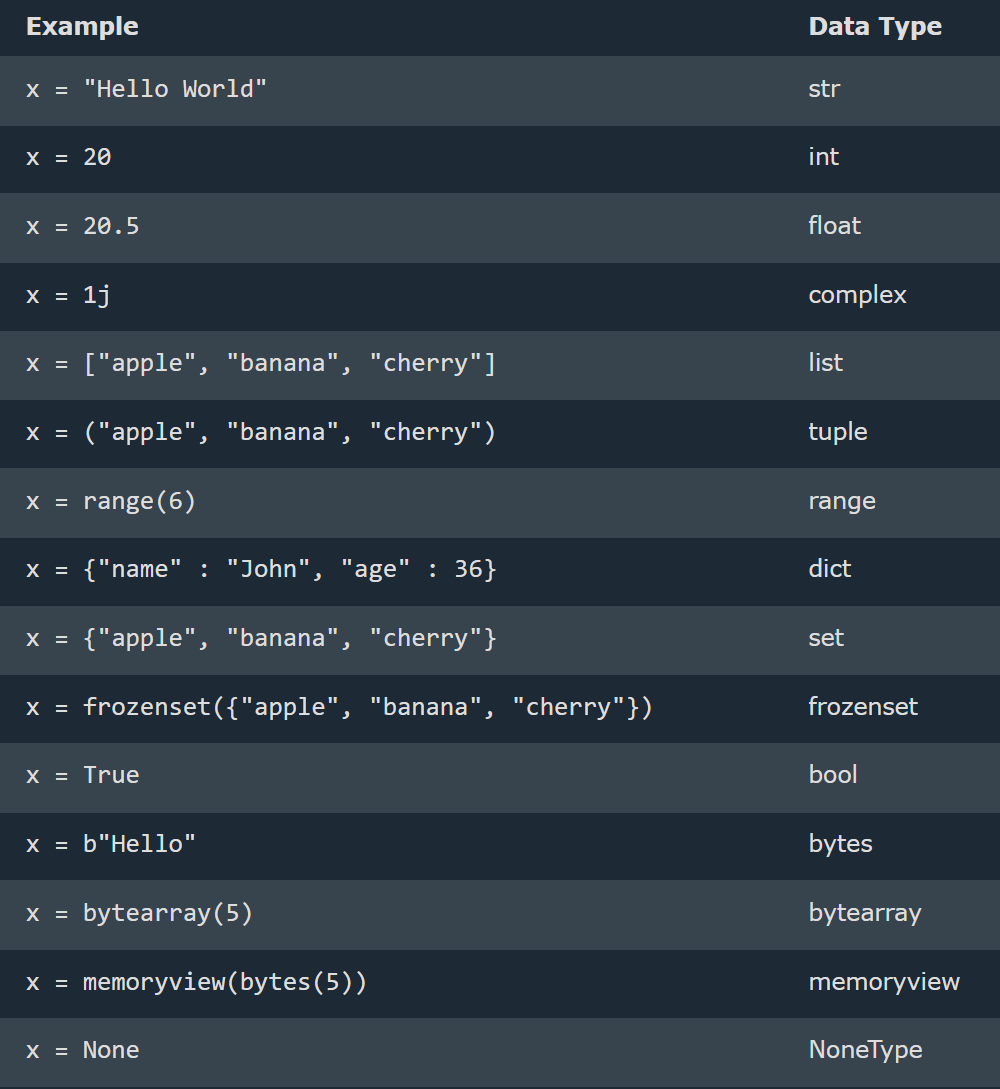 Example Data Type
x = "Hello World" str
x = 20 int
x = 20.5 float
x = 1j complex
x = ["apple", "banana", "cherry"] list
x = ("apple", "banana", "cherry") tuple
x = range(6) range
x = {"name" : "John", "age" : 36} dict
x = {"apple", "banana", "cherry"} set
x = frozenset({"apple", "banana", "cherry"}) frozenset
x = True bool
x = b"Hello" bytes
x = bytearray(5) bytearray
x = memoryview(bytes(5)) memoryview
x = None NoneType